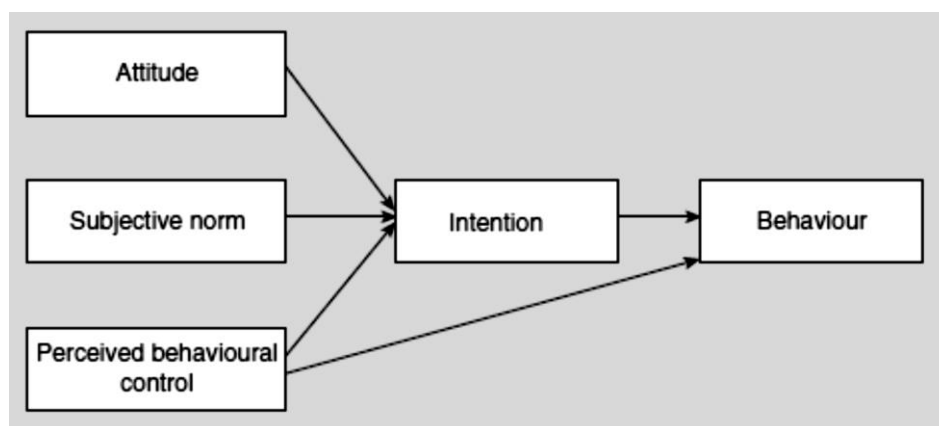 Attitude
Subjective norm
Intention
Behaviour
Perceived behavioural
control